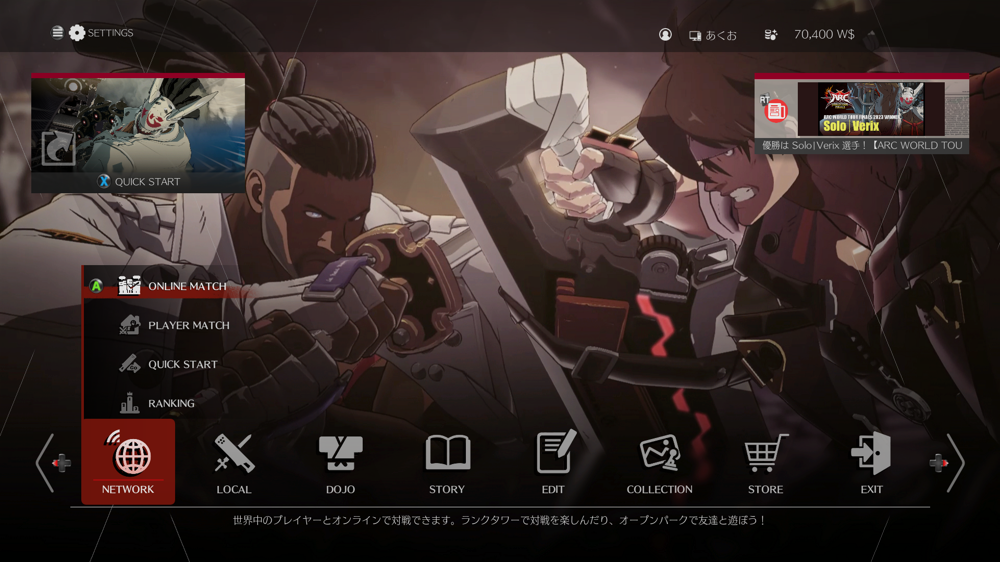 SETTINGS
あくお
70,400 W$
RT
ARC
WORLD TOUR
FINALS
ARC WORLD TOUR FINALS 2023 WINNER
Solo|Verix
優勝は Solo|Verix 選手！【ARC WORLD TOU
X QUICK START
A ONLINE MATCH
PLAYER MATCH
Go QUICK START
RANKING
NETWORK
LOCAL
DOJO
STORY
EDIT
COLLECTION
STORE
EXIT
世界中のプレイヤーとオンラインで対戦できます。ランクタワーで対戦を楽しんだり、オープンパークで友達と遊ぼう！